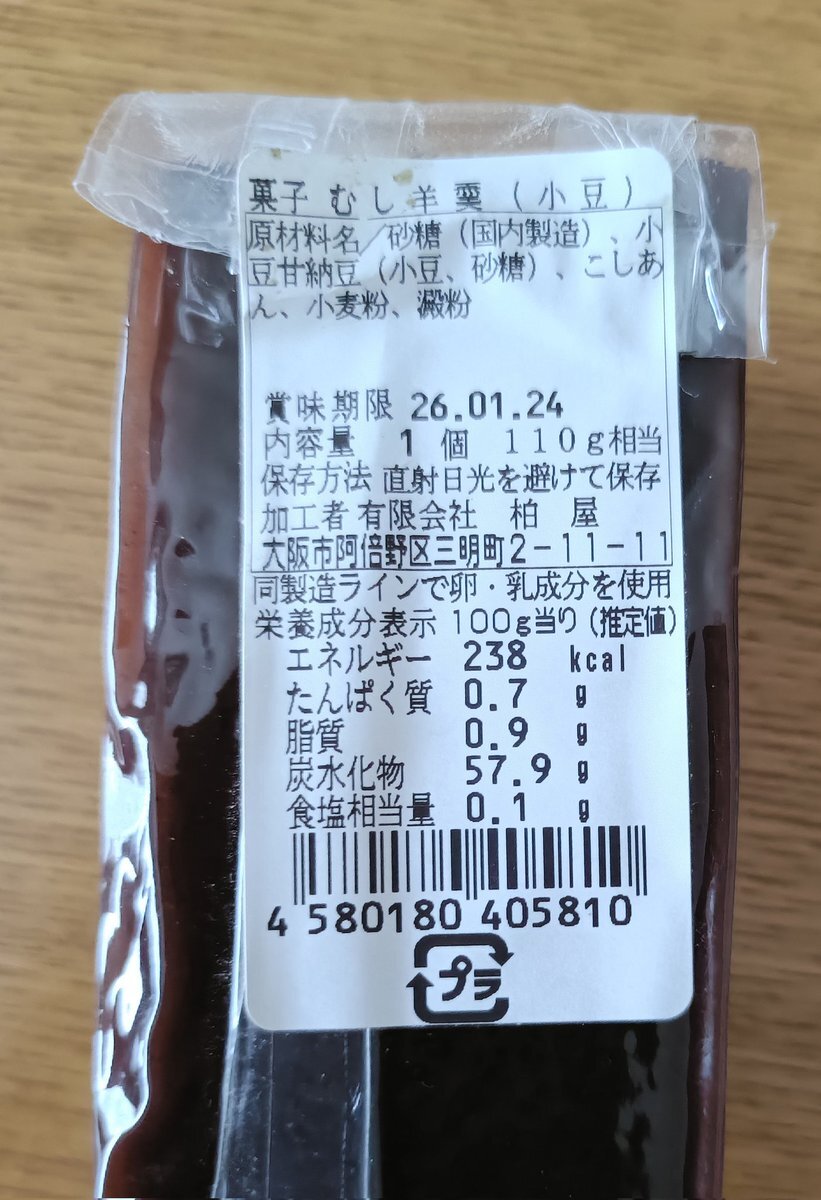 菓子 むし羊羹（小豆）
原材料名／砂糖（国内製造）、小
豆甘納豆（小豆、砂糖）、こしあ
ん、小麦粉、澱粉
賞味期限 26.01.24
内容量 1 個 110g相当
保存方法 直射日光を避けて保存
加工者 有限会社 柏 屋
大阪市阿倍野区三明町2-11-11
同製造ラインで卵・乳成分を使用
栄養成分表示 100g当り(推定値)
エネルギー 238 kcal
たんぱく質 0.7 g
脂質 0.9 g
炭水化物 57.9 g
食塩相当量 0.1 g
4 580180 405810
プラ